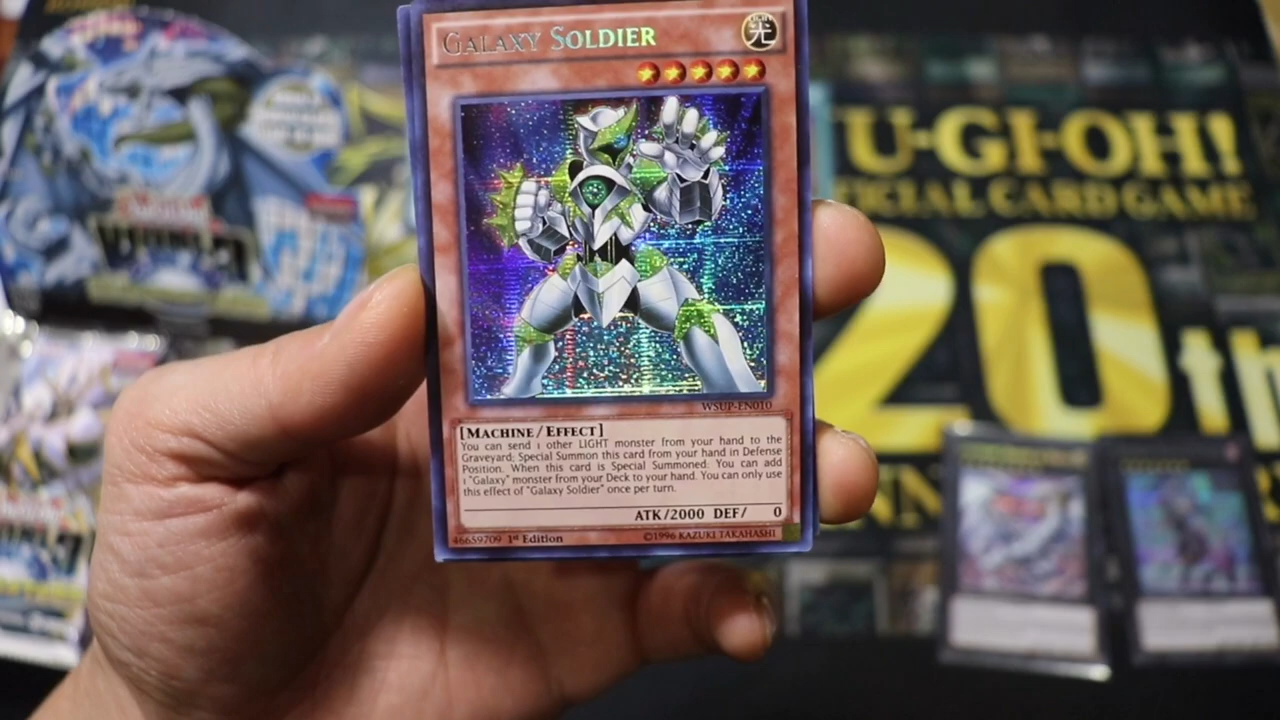 GALAXY SOLDIER
LIGHT
光
WSUP-EN010
[MACHINE/EFFECT]
You can send 1 other LIGHT monster from your hand to the
Graveyard; Special Summon this card from your hand in Defense
Position. When this card is Special Summoned: You can add
1 "Galaxy" monster from your Deck to your hand. You can only use
this effect of "Galaxy Soldier" once per turn.
ATK/2000 DEF/ 0
46659709 1st Edition ©1996 KAZUKI TAKAHASHI
U-GI-OH!
FICIAL CARD GAME
20th